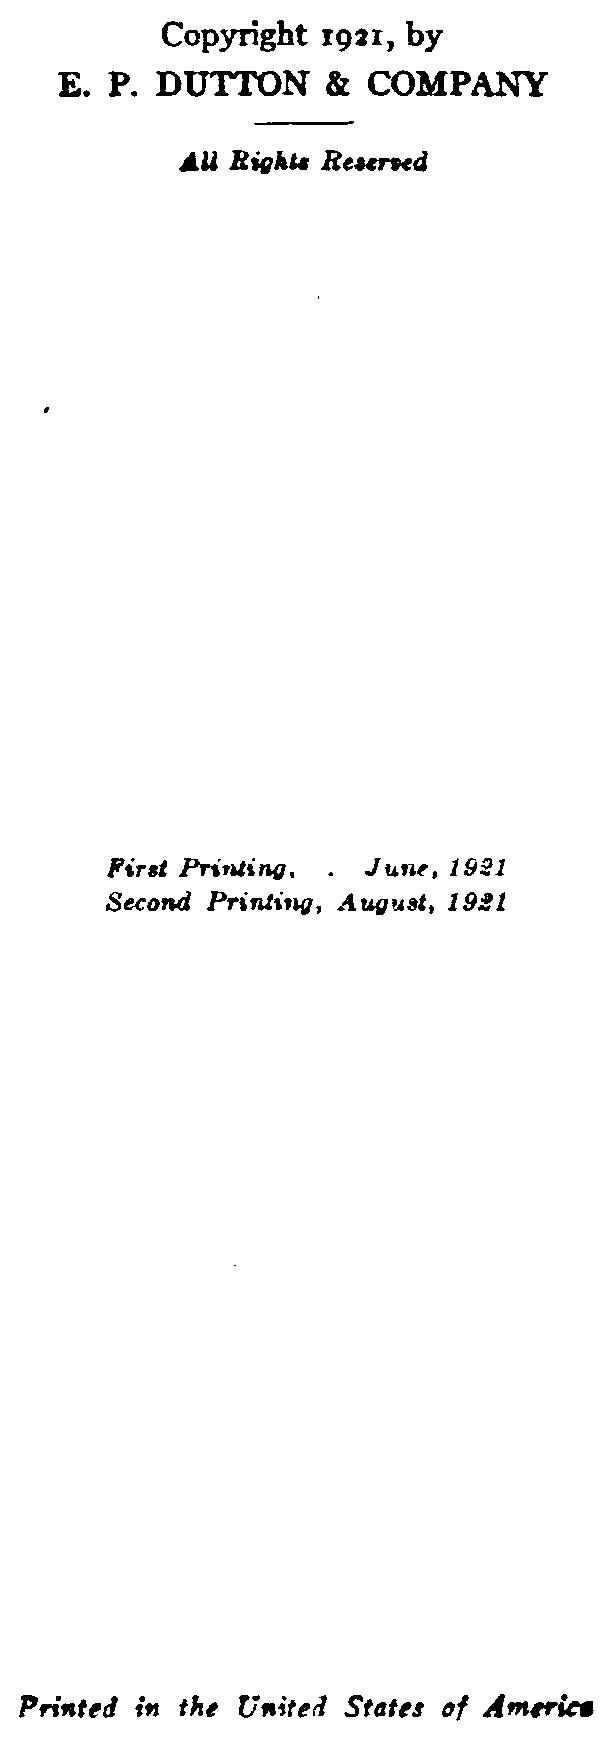 Copyright 1921, by
E. P. DUTTON & COMPANY
All Rights Reserved
First Printing, . June, 1921
Second Printing, August, 1921
Printed in the United States of America